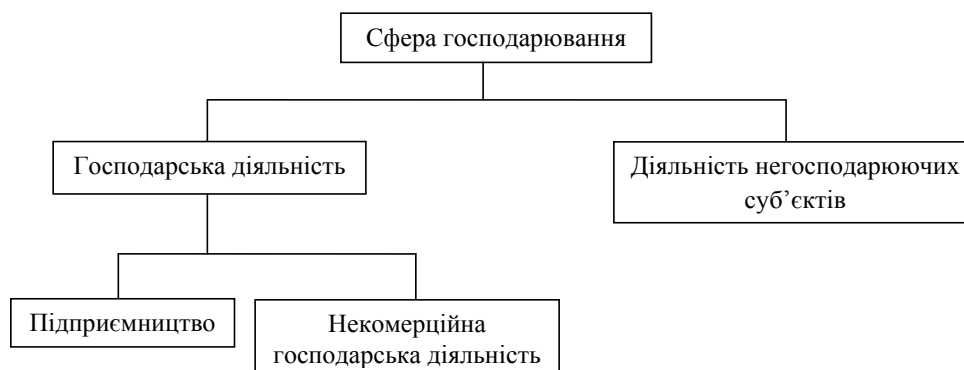 Сфера господарювання
Господарська діяльність
Діяльність негосподарюючих
суб’єктів
Підприємництво
Некомерційна
господарська діяльність